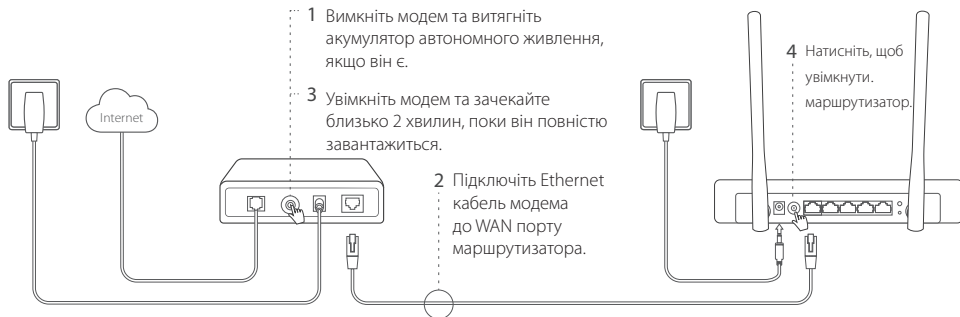 1 Вимкніть модем та витягніть
акумулятор автономного живлення,
якщо він є.
3 Увімкніть модем та зачекайте
близько 2 хвилин, поки він повністю
завантажиться.
2 Підключіть Ethernet
кабель модема
до WAN порту
маршрутизатора.
4 Натисніть, щоб
увімкнути.
маршрутизатор.
Internet